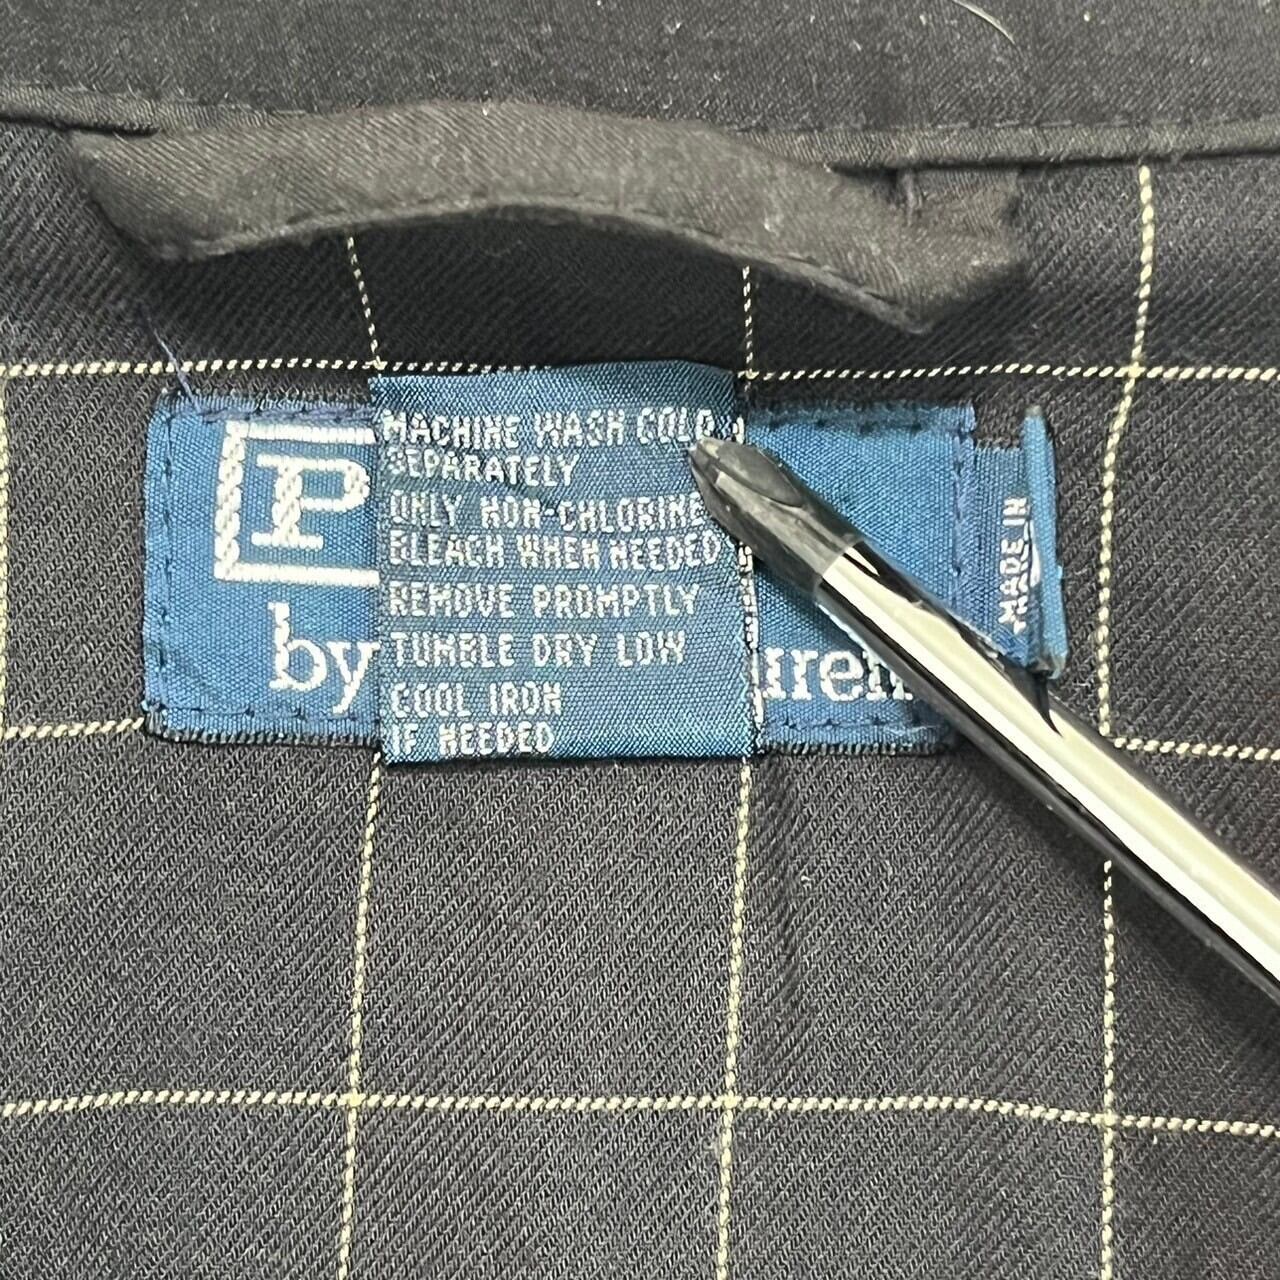 P
by
MACHINE WASH COLD
SEPARATELY
ONLY NON-CHLORINE
BLEACH WHEN NEEDED
REMOVE PROMPTLY
TUMBLE DRY LOW
COOL IRON
IF NEEDED
uren
MADE IN